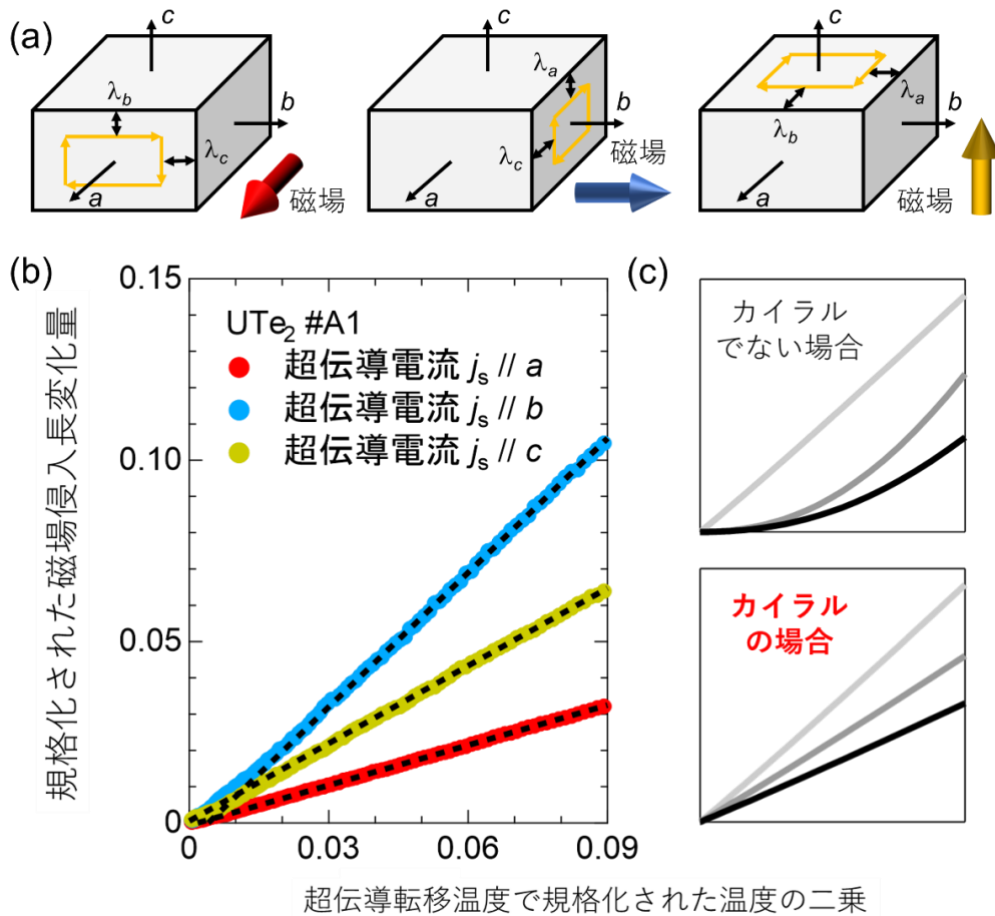 (a)
c
λb
b
λc
a
磁場
c
λa
b
λc
a
磁場
c
λa
b
λb
a
磁場
(b)
規格化された磁場侵入長変化量
0.15
0.10
0.05
0
UTe2 #A1
超伝導電流 js // a
超伝導電流 js // b
超伝導電流 js // c
0 0.03 0.06 0.09
超伝導転移温度で規格化された温度の二乗
(c)
カイラル
でない場合
カイラル
の場合